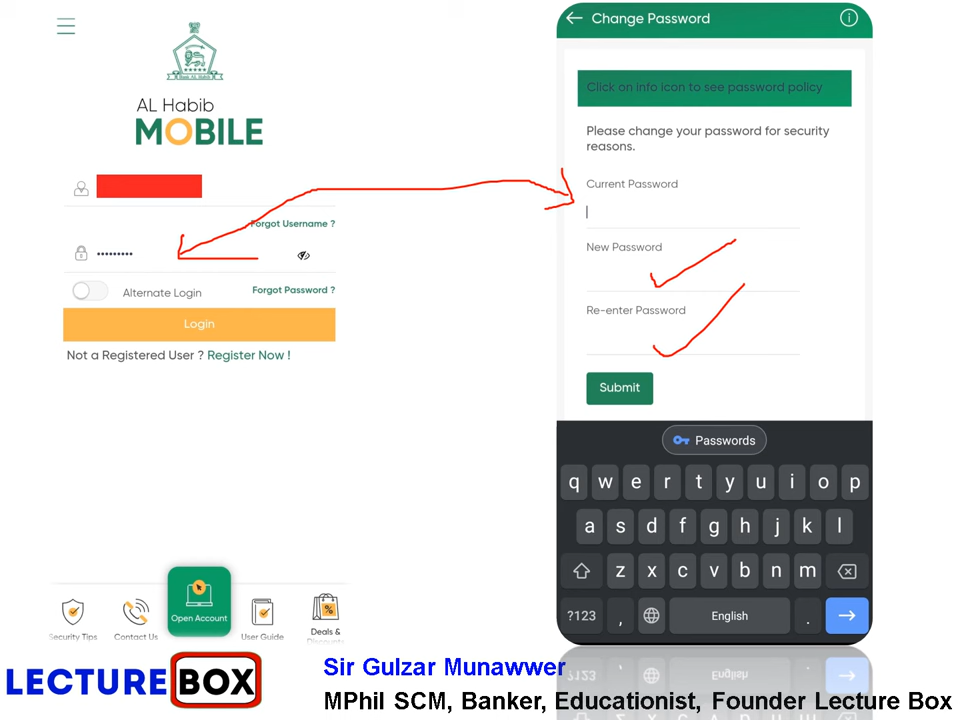 AL Habib
MOBILE
Forgot Username ?
Alternate Login
Forgot Password ?
Login
Not a Registered User ? Register Now !
Security Tips
Contact Us
Open Account
User Guide
Deals &
Discounts
Change Password
Click on info icon to see password policy
Please change your password for security
reasons.
Current Password
New Password
Re-enter Password
Submit
Passwords
q w e r t y u i o p
a s d f g h j k l
z x c v b n m
?123 , English .
LECTURE BOX
Sir Gulzar Munawwer
MPhil SCM, Banker, Educationist, Founder Lecture Box